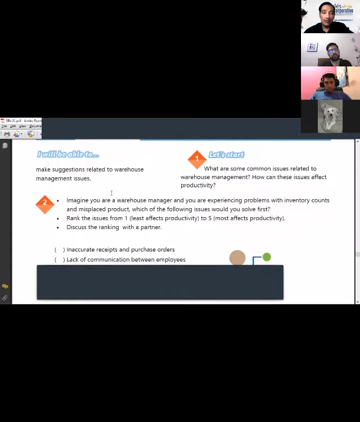 I will be able to...
make suggestions related to warehouse
management issues.
1
Let's start
What are some common issues related to
warehouse management? How can these issues affect
productivity?
2
• Imagine you are a warehouse manager and you are experiencing problems with inventory counts
and misplaced product, which of the following issues would you solve first?
• Rank the issues from 1 (least affects productivity) to 5 (most affects productivity).
• Discuss the ranking with a partner.
( ) Inaccurate receipts and purchase orders
( ) Lack of communication between employees